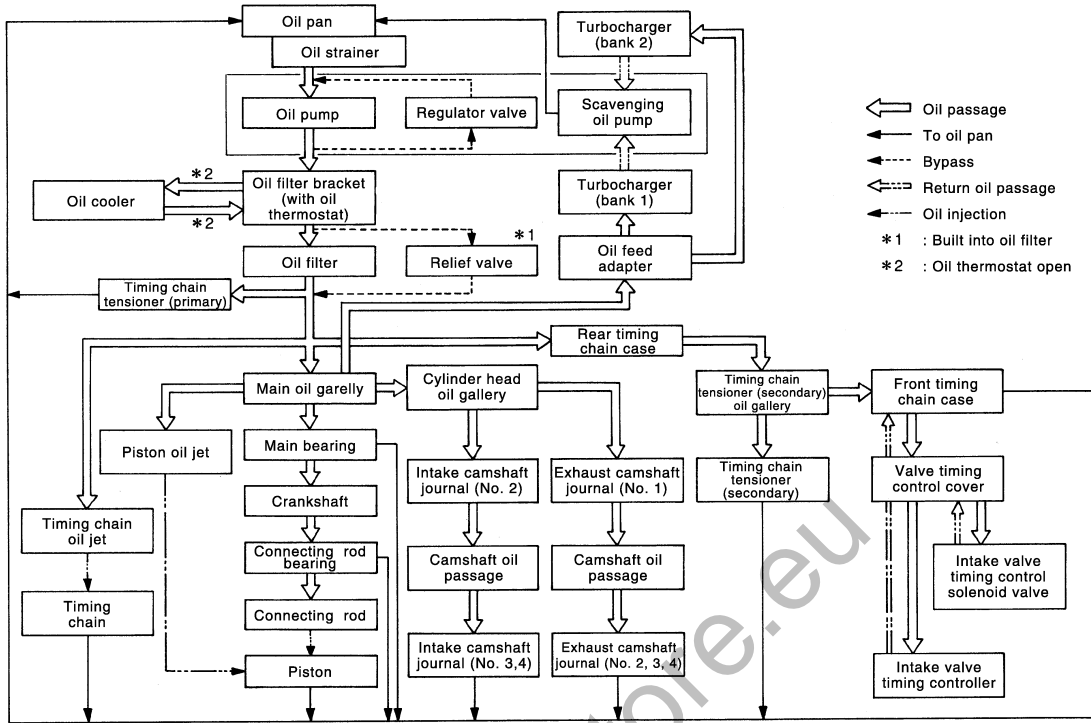 Oil pan
Oil strainer
Oil pump
Regulator valve
Turbocharger
(bank 2)
Scavenging
oil pump
Turbocharger
(bank 1)
Oil feed
adapter
Oil passage
To oil pan
Bypass
Return oil passage
Oil injection
*1 : Built into oil filter
*2 : Oil thermostat open
*2
Oil cooler
*2
Oil filter bracket
(with oil
thermostat)
*1
Oil filter
Relief valve
Timing chain
tensioner (primary)
Rear timing
chain case
Main oil garelly
Cylinder head
oil gallery
Timing chain
tensioner (secondary)
oil gallery
Front timing
chain case
Piston oil jet
Main bearing
Intake camshaft
journal (No. 2)
Exhaust camshaft
journal (No. 1)
Timing chain
tensioner
(secondary)
Valve timing
control cover
Crankshaft
Timing chain
oil jet
Connecting rod
bearing
Camshaft oil
passage
Camshaft oil
passage
Intake valve
timing control
solenoid valve
Timing
chain
Connecting rod
Piston
Intake camshaft
journal (No. 3,4)
Exhaust camshaft
journal (No. 2, 3, 4)
Intake valve
timing controller
tore.eu